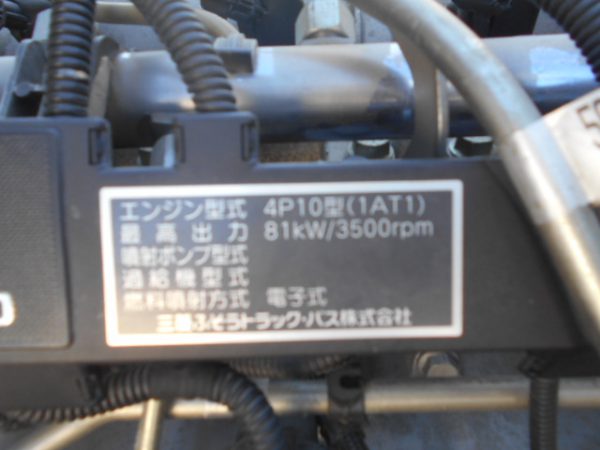 エンジン型式 4P10型(1AT1)
最高出力 81kW/3500rpm
噴射ポンプ型式
過給機型式
燃料噴射方式 電子式
三菱ふそうトラック・バス株式会社